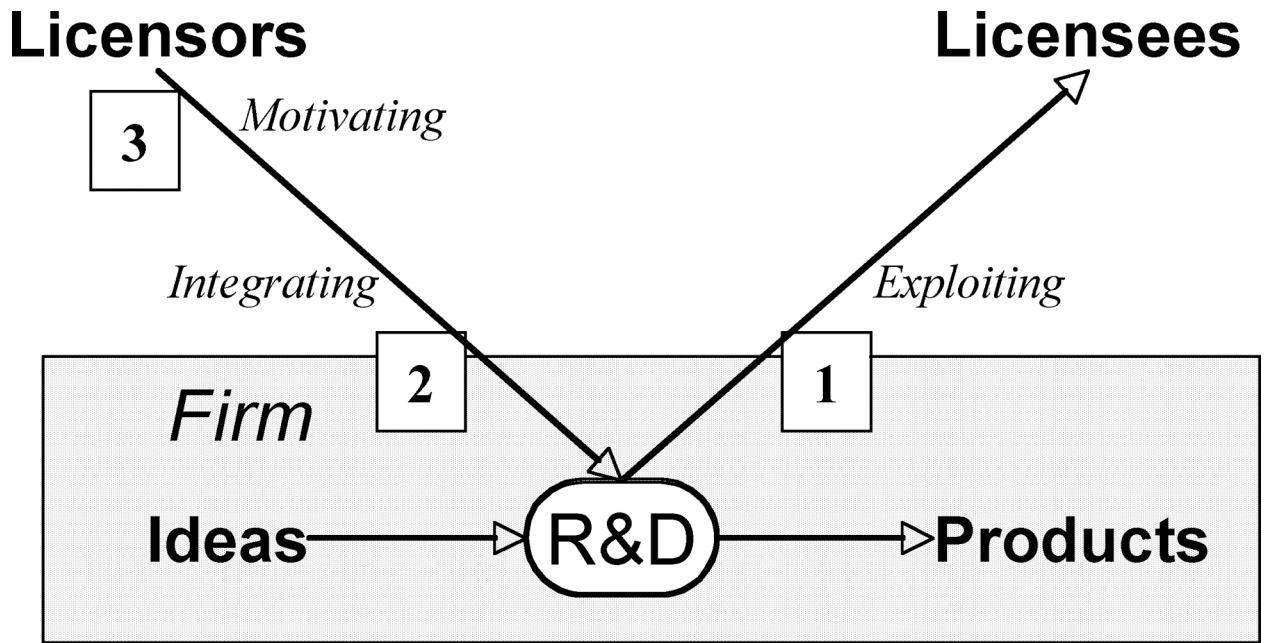 Licensors
Licensees
3
Motivating
Integrating
Exploiting
2
1
Firm
Ideas
R&D
Products